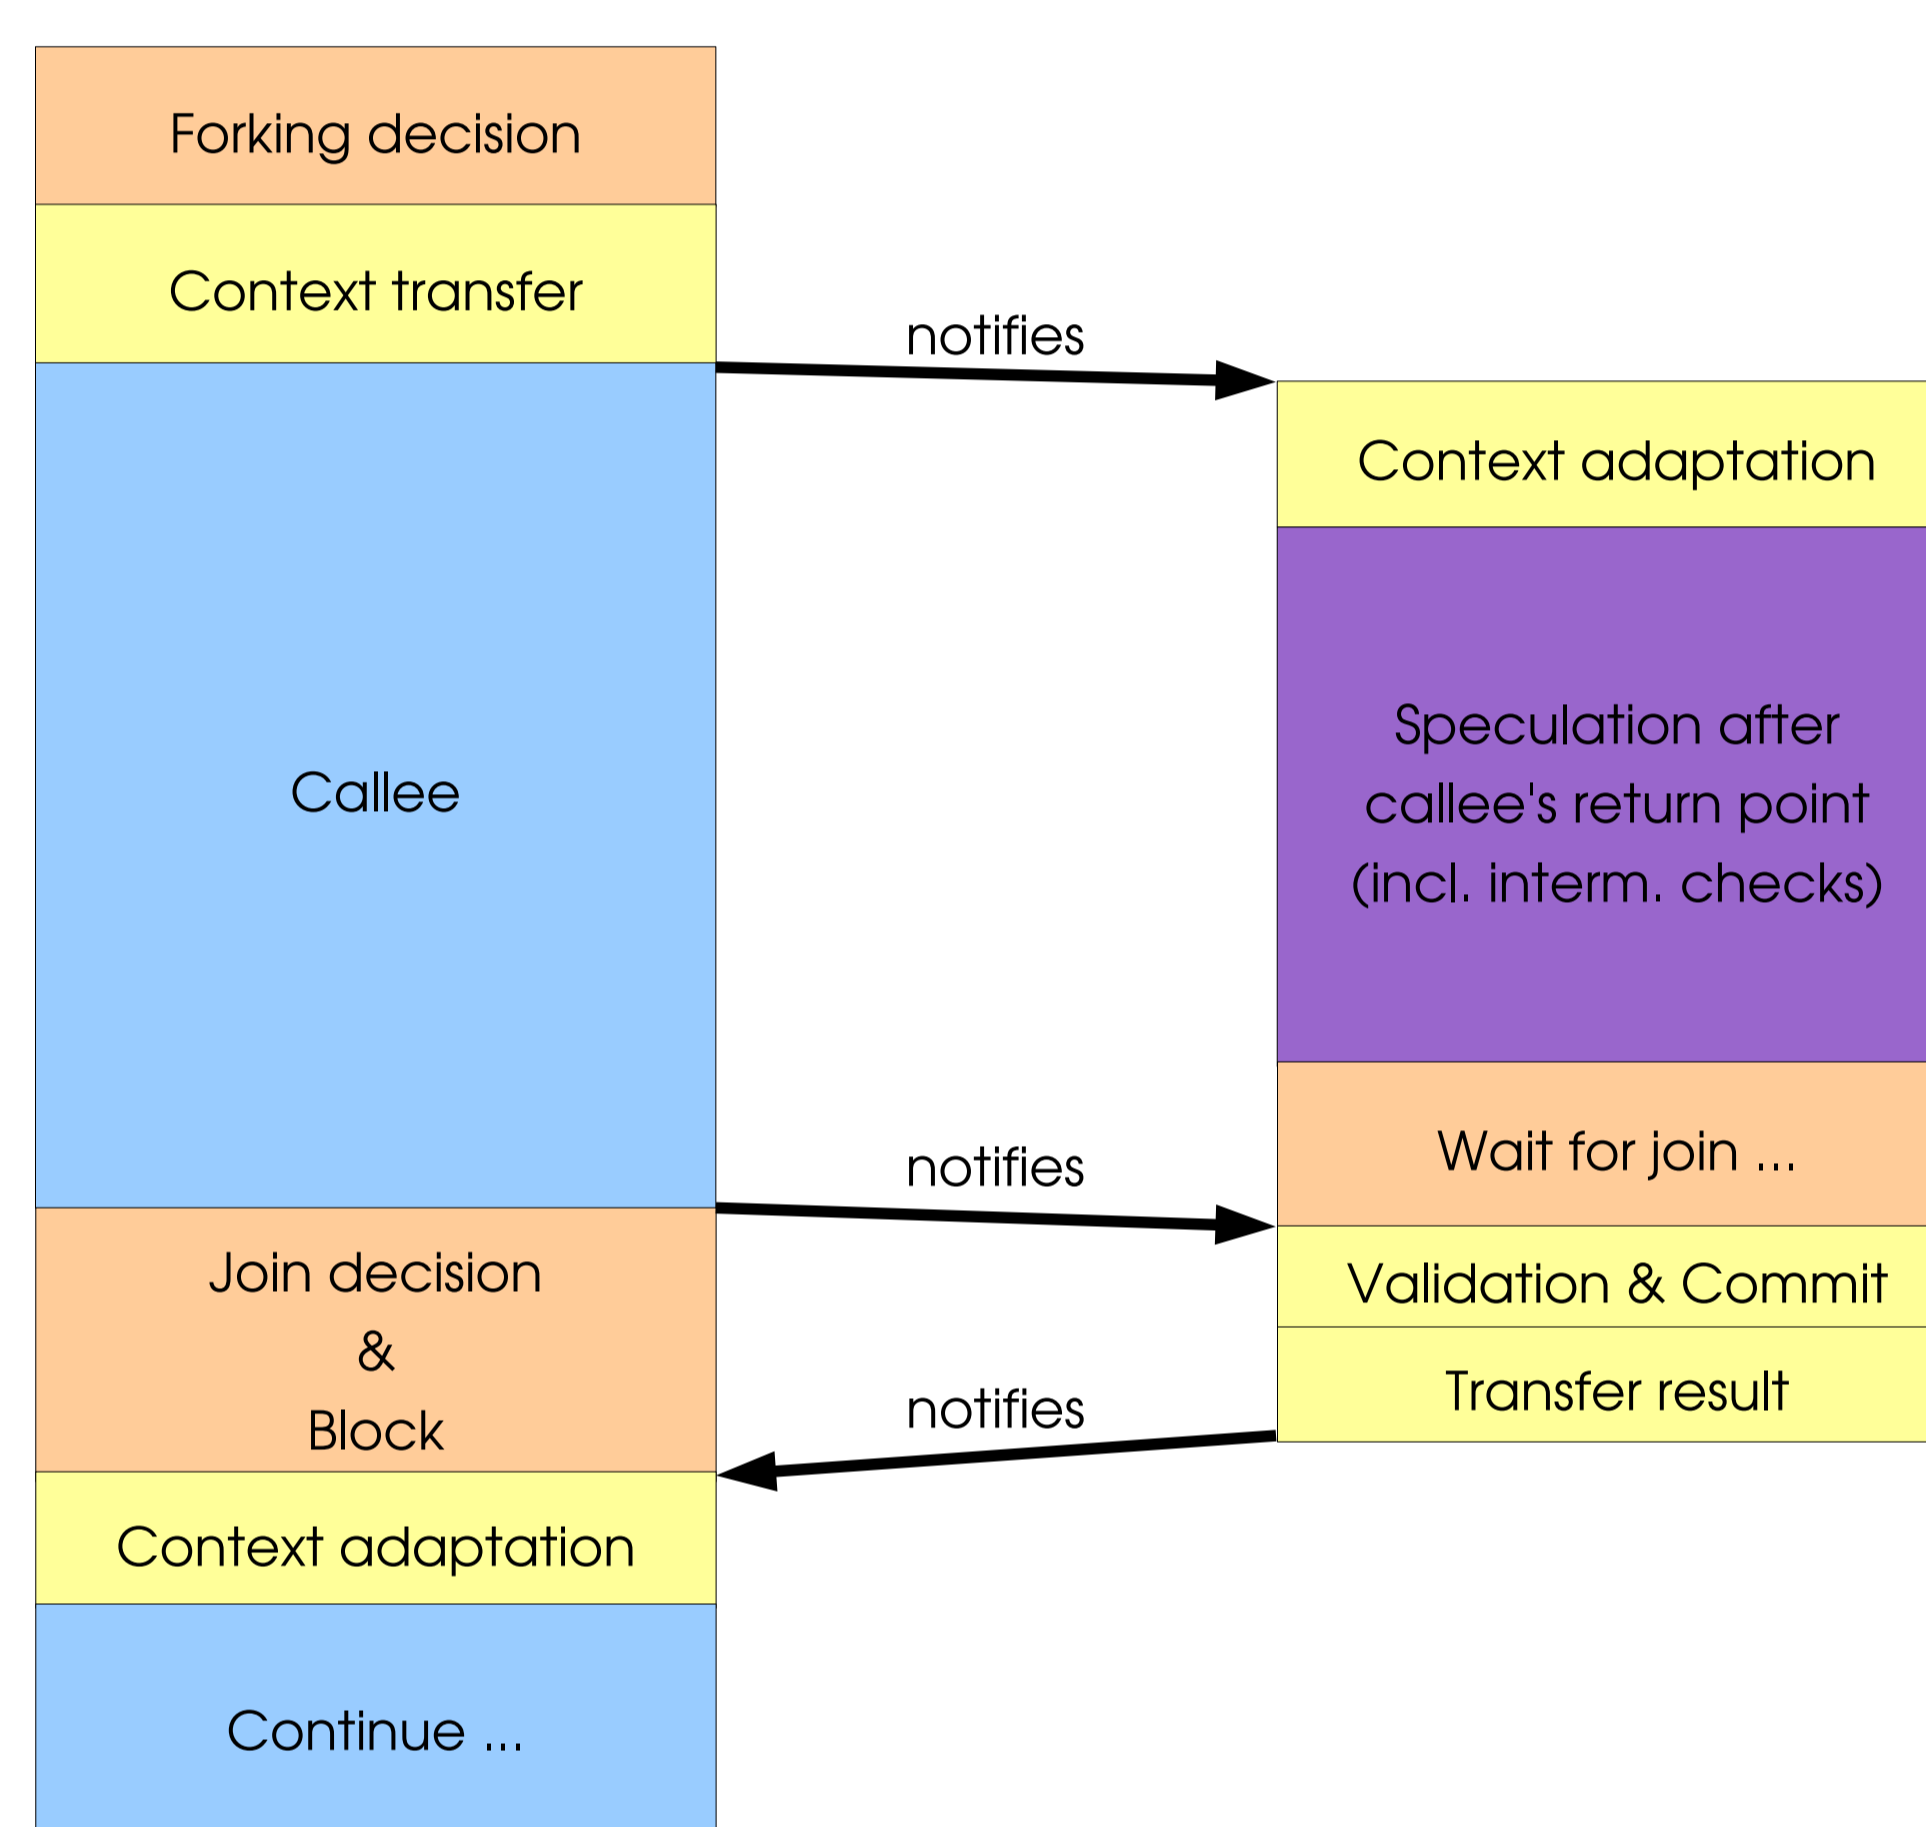 Forking decision
Context transfer
notifies
Context adaptation
Callee
Speculation after
callee's return point
(incl. interm. checks)
notifies
Wait for join ...
Join decision
&
Block
Validation & Commit
Transfer result
notifies
Context adaptation
Continue ...